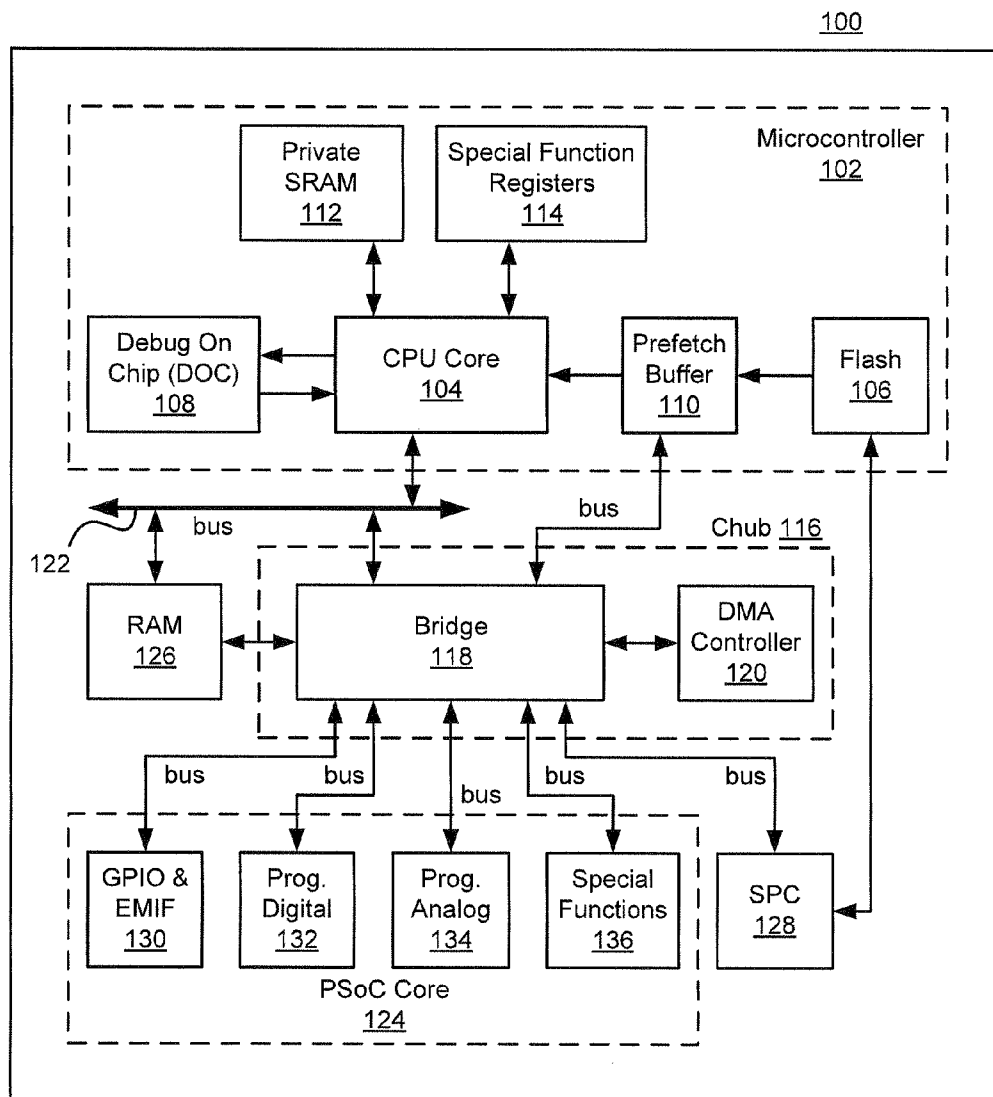 100
Microcontroller
102
Private
SRAM
112
Special Function
Registers
114
Debug On
Chip (DOC)
108
CPU Core
104
Prefetch
Buffer
110
Flash
106
bus
122
bus
Chub 116
RAM
126
Bridge
118
DMA
Controller
120
bus
bus
bus
bus
bus
GPIO &
EMIF
130
Prog.
Digital
132
Prog.
Analog
134
Special
Functions
136
SPC
128
PSoC Core
124